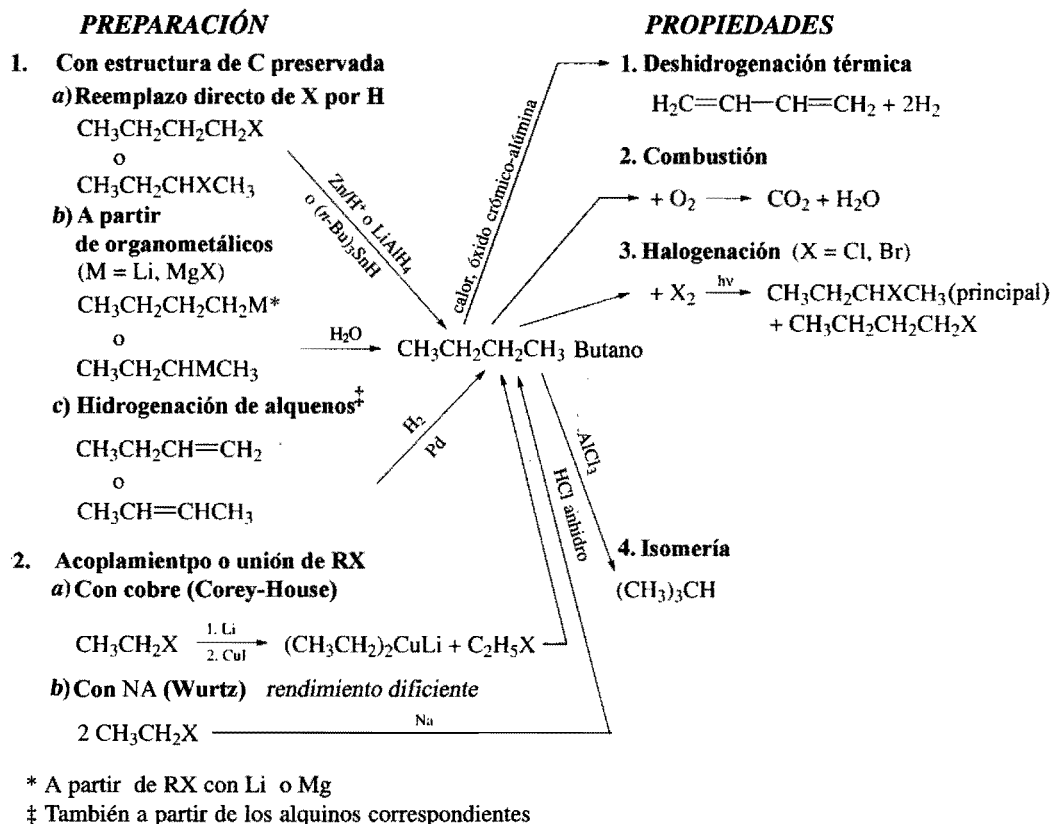 PREPARACIÓN
1. Con estructura de C preservada
a) Reemplazo directo de X por H
CH₃CH₂CH₂CH₂X
o
CH₃CH₂CHXCH₃
b) A partir
de organometálicos
(M = Li, MgX)
CH₃CH₂CH₂CH₂M*
o
CH₃CH₂CHMCH₃
c) Hidrogenación de alquenos‡
CH₃CH₂CH=CH₂
o
CH₃CH=CHCH₃
2. Acoplamientpo o unión de RX
a) Con cobre (Corey-House)
CH₃CH₂X 1. Li 2. CuI → (CH₃CH₂)₂CuLi + C₂H₅X
b) Con NA (Wurtz) rendimiento dificiente
2 CH₃CH₂X Na
Zn/H⁺ o LiAlH₄
o (n-Bu)₃SnH
H₂O
H₂
Pd
CH₃CH₂CH₂CH₃ Butano
calor, óxido crómico-alúmina
AlCl₃
HCl anhidro
PROPIEDADES
1. Deshidrogenación térmica
H₂C=CH—CH=CH₂ + 2H₂
2. Combustión
+ O₂ → CO₂ + H₂O
3. Halogenación (X = Cl, Br)
+ X₂ hν → CH₃CH₂CHXCH₃(principal)
+ CH₃CH₂CH₂CH₂X
4. Isomería
(CH₃)₃CH
* A partir de RX con Li o Mg
‡ También a partir de los alquinos correspondientes